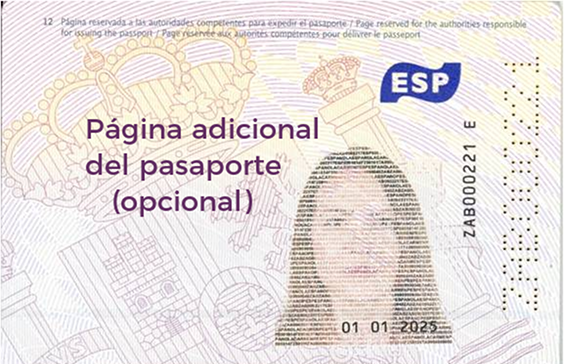 12 Página reservada a las autoridades competentes para expedir el pasaporte / Page reserved for the authorities responsible
for issuing the passport / Page réservée aux autorités compétentes pour délivrer le passeport
ESP
Página adicional
del pasaporte
(opcional)
ZAB000221 E
01 01 2025